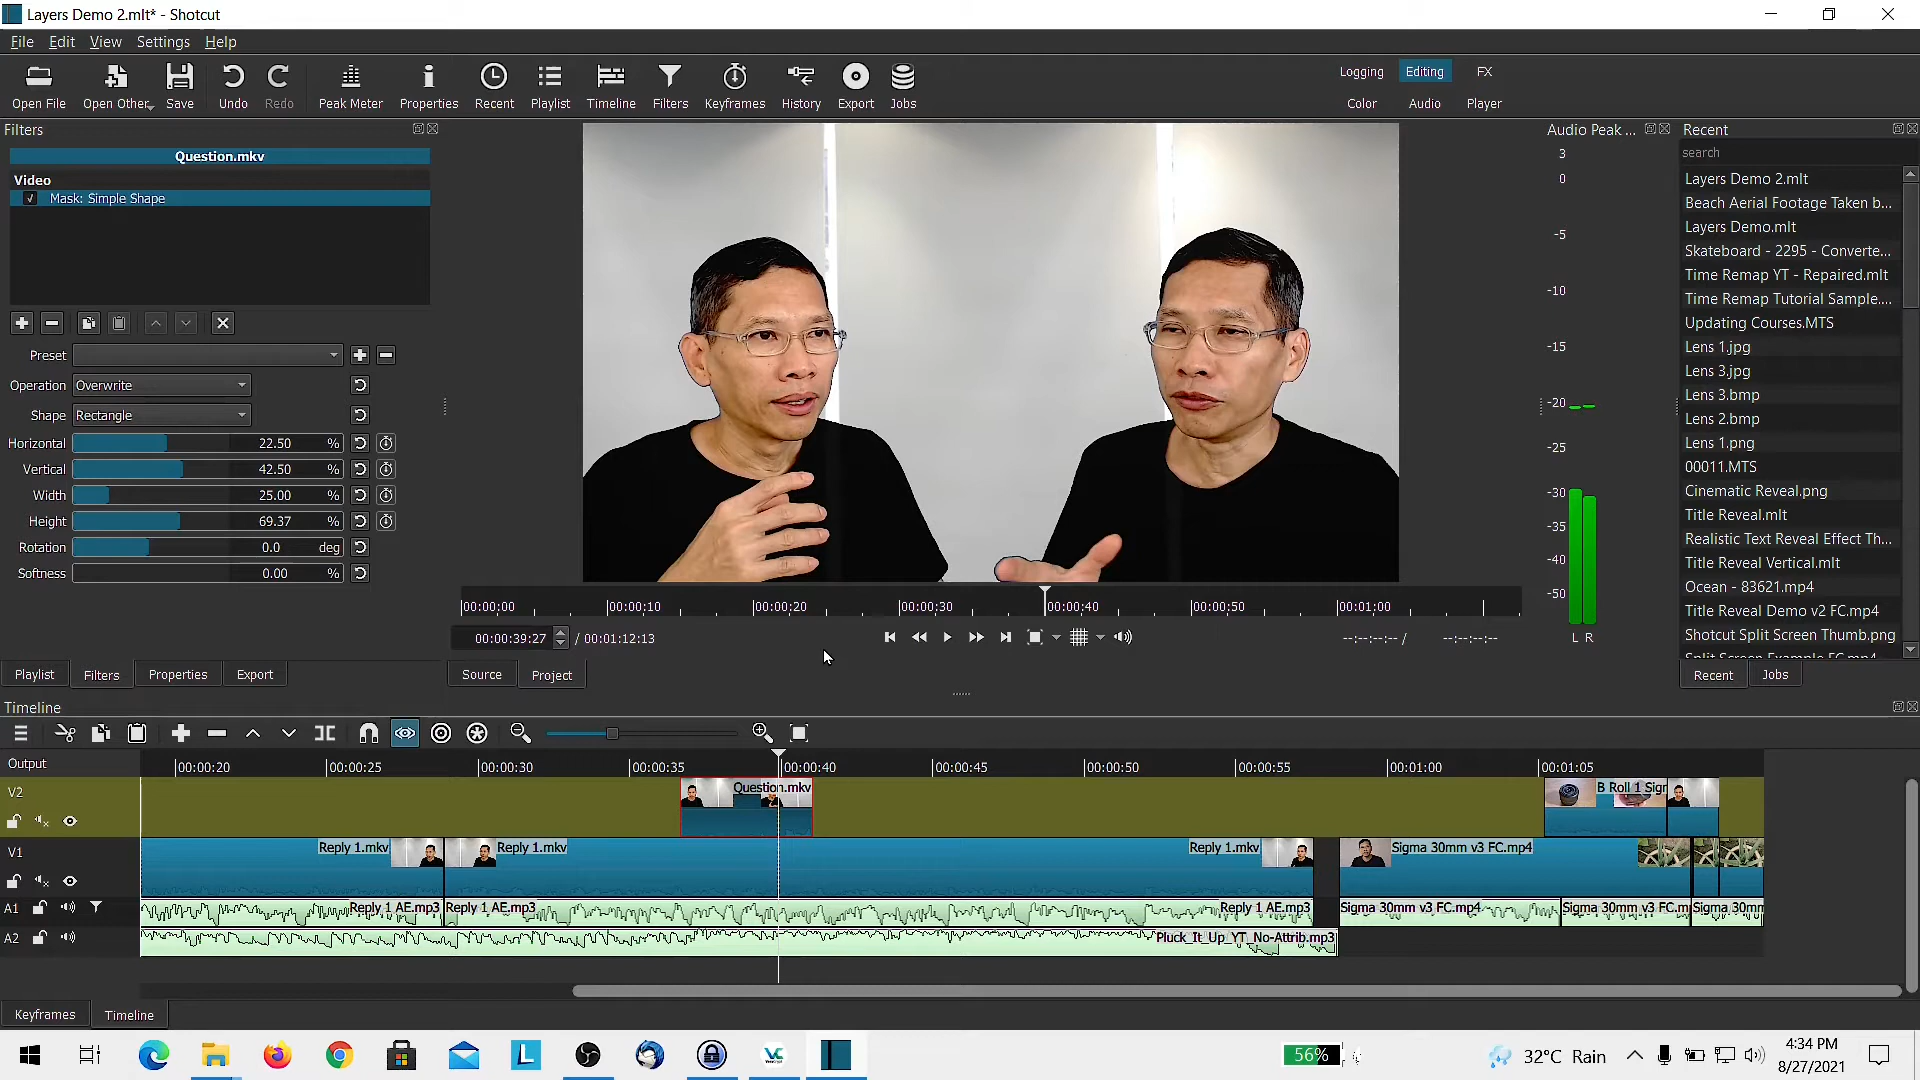 Layers Demo 2.mlt* - Shotcut
File Edit View Settings Help
Open File Open Other Save Undo Redo Peak Meter Properties Recent Playlist Timeline Filters Keyframes History Export Jobs
Logging Editing FX
Color Audio Player
Filters
Question.mkv
Video
Mask: Simple Shape
Preset
Operation Overwrite
Shape Rectangle
Horizontal 22.50 %
Vertical 42.50 %
Width 25.00 %
Height 69.37 %
Rotation 0.0 deg
Softness 0.00 %
Playlist Filters Properties Export
00:00:00 00:00:10 00:00:20 00:00:30 00:00:40 00:00:50 00:01:00
00:00:39:27 / 00:01:12:13
--:--:--:-- / --:--:--:--
Source Project
Audio Peak ...
3
0
-5
-10
-15
-20
-25
-30
-35
-40
-50
L R
Recent
search
Layers Demo 2.mlt
Beach Aerial Footage Taken b...
Layers Demo.mlt
Skateboard - 2295 - Converte...
Time Remap YT - Repaired.mlt
Time Remap Tutorial Sample....
Updating Courses.MTS
Lens 1.jpg
Lens 3.jpg
Lens 3.bmp
Lens 2.bmp
Lens 1.png
00011.MTS
Cinematic Reveal.png
Title Reveal.mlt
Realistic Text Reveal Effect Th...
Title Reveal Vertical.mlt
Ocean - 83621.mp4
Title Reveal Demo v2 FC.mp4
Shotcut Split Screen Thumb.png
Split Screen Example FC.mp4
Recent Jobs
Timeline
Output
00:00:20 00:00:25 00:00:30 00:00:35 00:00:40 00:00:45 00:00:50 00:00:55 00:01:00 00:01:05
V2
Question.mkv B Roll 1 Sigr
V1
Reply 1.mkv Reply 1.mkv Reply 1.mkv Sigma 30mm v3 FC.mp4
A1 Reply 1 AE.mp3 Reply 1 AE.mp3 Reply 1 AE.mp3 Sigma 30mm v3 FC.mp4 Sigma 30mm v3 FC.m Sigma 30mm
A2 Pluck_It_Up_YT_No-Attrib.mp3
Keyframes Timeline
L
VC
56%
32°C Rain
4:34 PM
8/27/2021